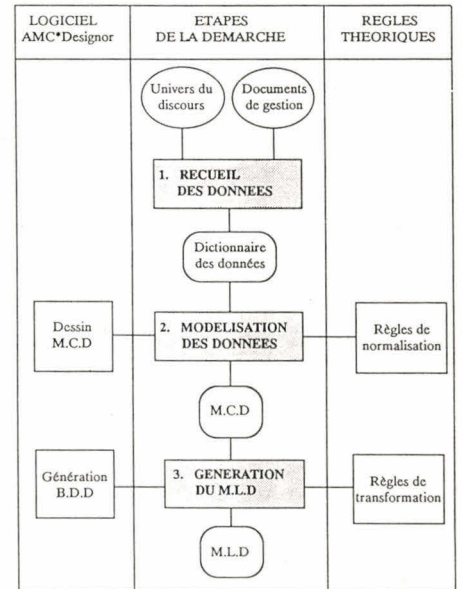 LOGICIEL
AMC*Designor
ETAPES
DE LA DEMARCHE
REGLES
THEORIQUES
Univers du
discours
Documents
de gestion
1. RECUEIL
DES DONNEES
Dictionnaire
des données
Dessin
M.C.D
2. MODELISATION
DES DONNEES
Règles de
normalisation
M.C.D
Génération
B.D.D
3. GENERATION
DU M.L.D
Règles de
transformation
M.L.D